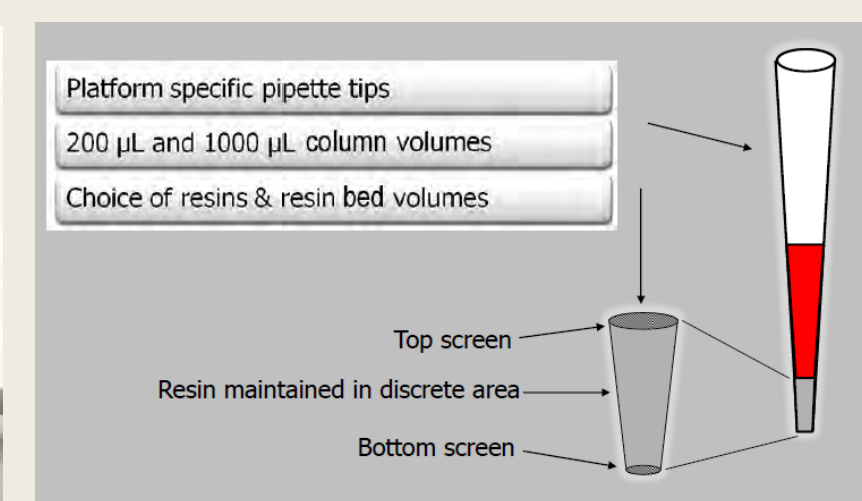 Platform specific pipette tips
200 µL and 1000 µL column volumes
Choice of resins & resin bed volumes
Top screen
Resin maintained in discrete area
Bottom screen